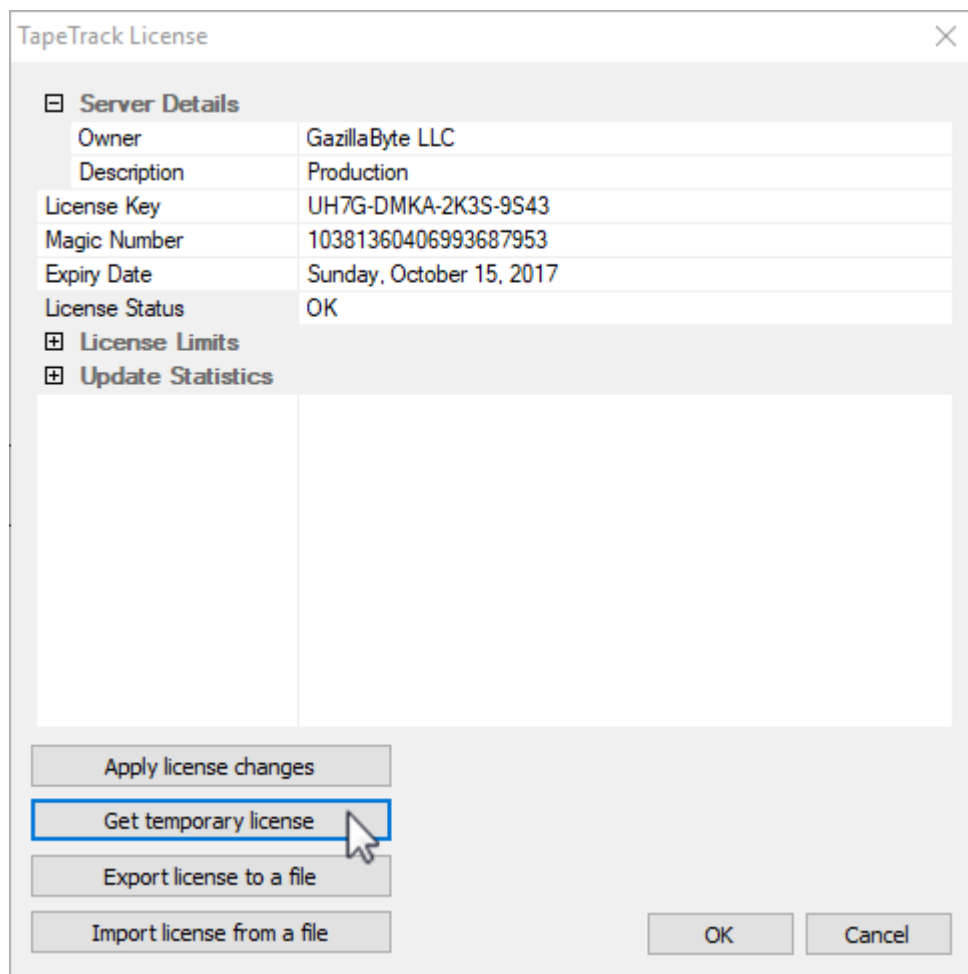 TapeTrack License
Server Details
Owner GazillaByte LLC
Description Production
License Key UH7G-DMKA-2K3S-9S43
Magic Number 10381360406993687953
Expiry Date Sunday, October 15, 2017
License Status OK
License Limits
Update Statistics
Apply license changes
Get temporary license
Export license to a file
Import license from a file OK Cancel